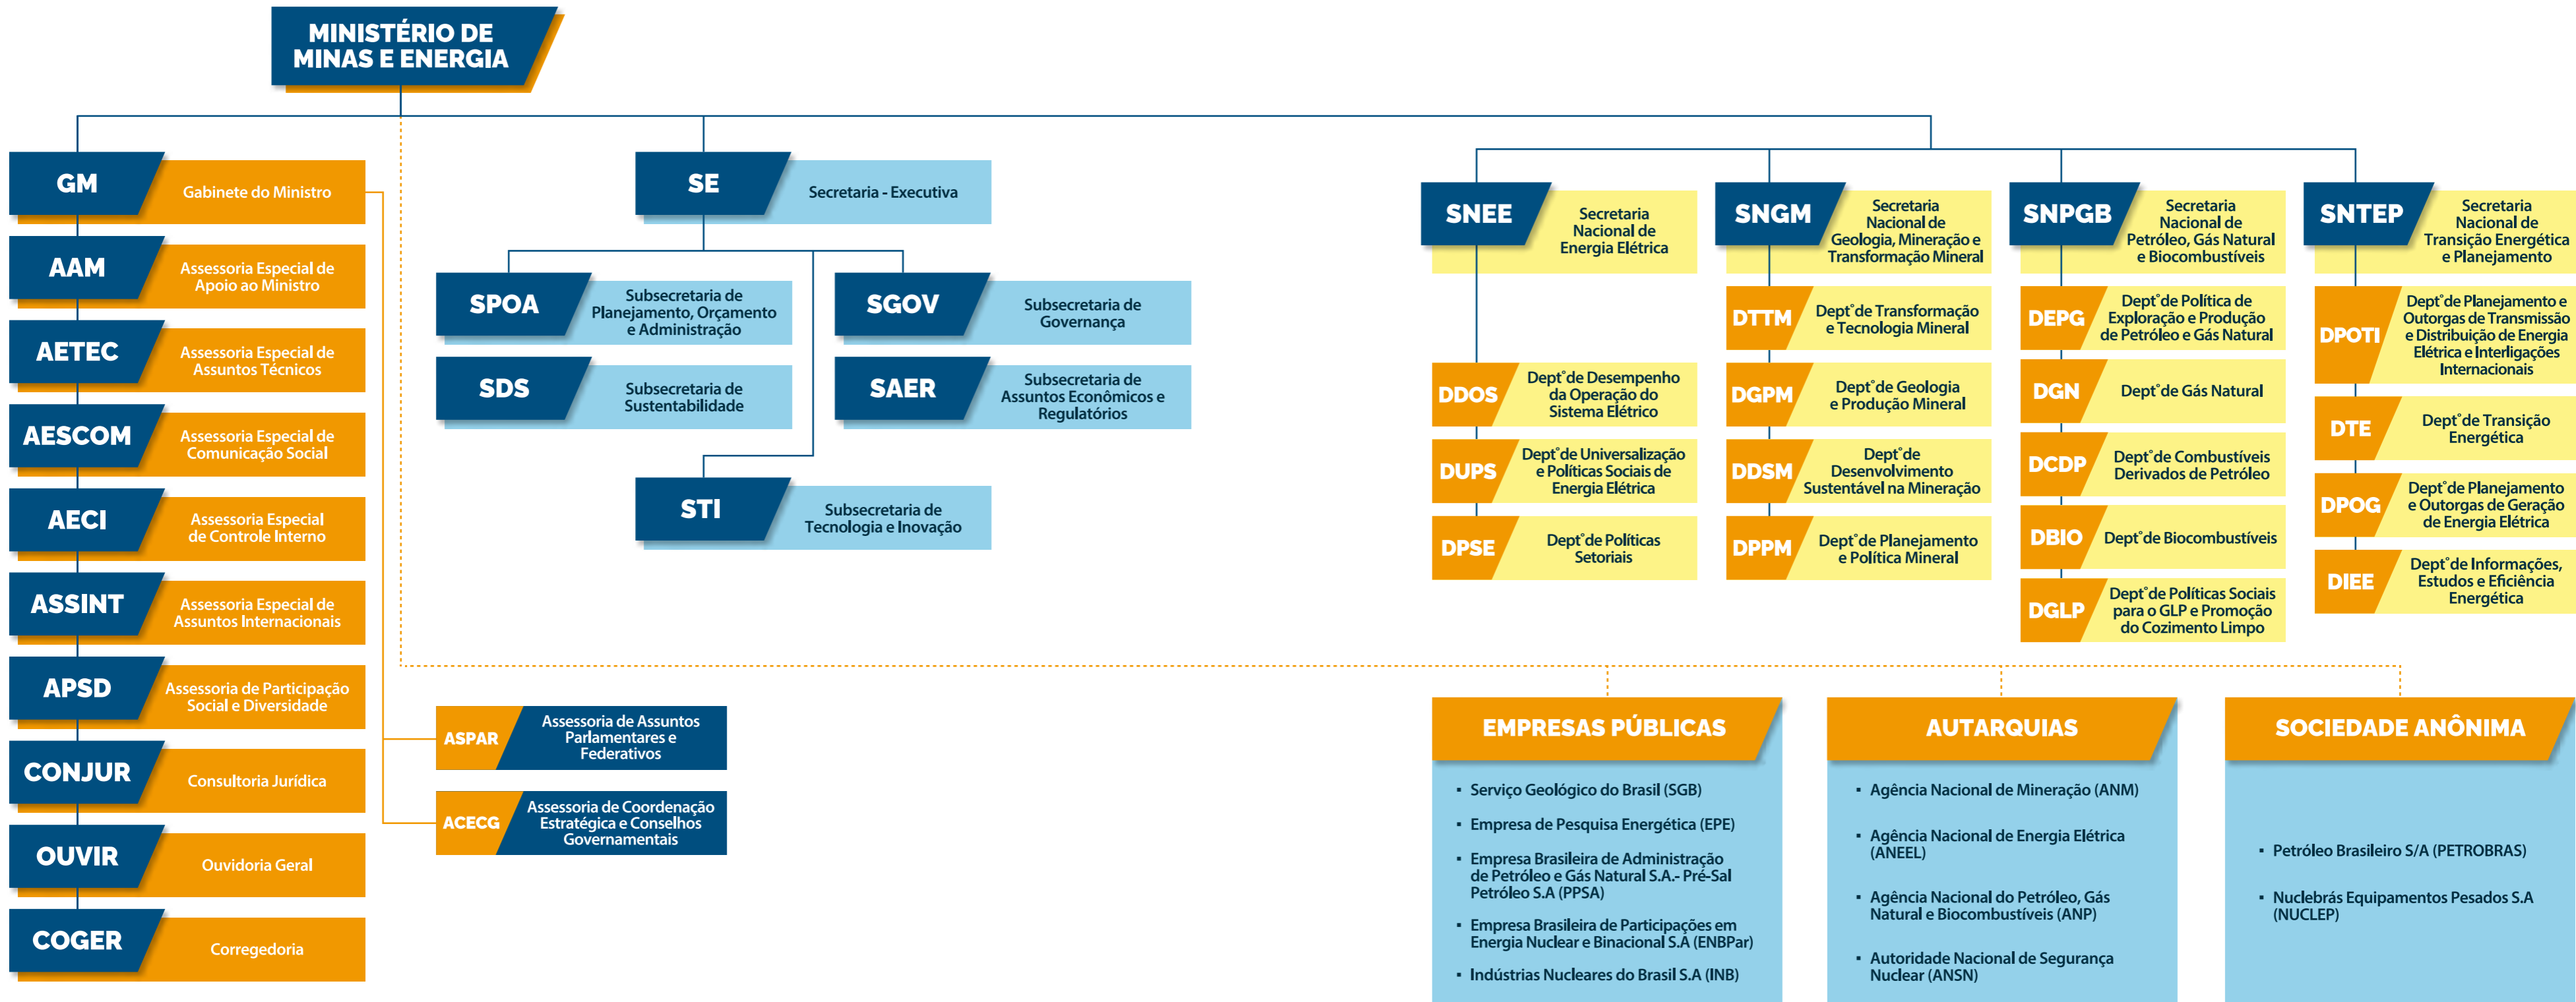 MINISTÉRIO DE
MINAS E ENERGIA
GM
Gabinete do Ministro
AAM
Assessoria Especial de
Apoio ao Ministro
AETEC
Assessoria Especial de
Assuntos Técnicos
AESCOM
Assessoria Especial de
Comunicação Social
AECI
Assessoria Especial
de Controle Interno
ASSINT
Assessoria Especial de
Assuntos Internacionais
APSD
Assessoria de Participação
Social e Diversidade
CONJUR
Consultoria Jurídica
OUVIR
Ouvidoria Geral
COGER
Corregedoria
ASPAR
Assessoria de Assuntos
Parlamentares e
Federativos
ACECG
Assessoria de Coordenação
Estratégica e Conselhos
Governamentais
SE
Secretaria - Executiva
SPOA
Subsecretaria de
Planejamento, Orçamento
e Administração
SGOV
Subsecretaria de
Governança
SDS
Subsecretaria de
Sustentabilidade
SAER
Subsecretaria de
Assuntos Econômicos e
Regulatórios
STI
Subsecretaria de
Tecnologia e Inovação
SNEE
Secretaria
Nacional de
Energia Elétrica
DDOS
Dept°de Desempenho
da Operação do
Sistema Elétrico
DUPS
Dept°de Universalização
e Políticas Sociais de
Energia Elétrica
DPSE
Dept°de Políticas
Setoriais
SNGM
Secretaria
Nacional de
Geologia, Mineração e
Transformação Mineral
DTTM
Dept°de Transformação
e Tecnologia Mineral
DGPM
Dept°de Geologia
e Produção Mineral
DDSM
Dept°de
Desenvolvimento
Sustentável na Mineração
DPPM
Dept°de Planejamento
e Política Mineral
SNPGB
Secretaria
Nacional de
Petróleo, Gás Natural
e Biocombustíveis
DEPG
Dept°de Política de
Exploração e Produção
de Petróleo e Gás Natural
DGN
Dept°de Gás Natural
DCDP
Dept°de Combustíveis
Derivados de Petróleo
DBIO
Dept°de Biocombustíveis
DGLP
Dept°de Políticas Sociais
para o GLP e Promoção
do Cozimento Limpo
SNTEP
Secretaria
Nacional de
Transição Energética
e Planejamento
DPOTI
Dept°de Planejamento e
Outorgas de Transmissão
e Distribuição de Energia
Elétrica e Interligações
Internacionais
DTE
Dept°de Transição
Energética
DPOG
Dept°de Planejamento
e Outorgas de Geração
de Energia Elétrica
DIEE
Dept°de Informações,
Estudos e Eficiência
Energética
EMPRESAS PÚBLICAS
▪ Serviço Geológico do Brasil (SGB)
▪ Empresa de Pesquisa Energética (EPE)
▪ Empresa Brasileira de Administração
de Petróleo e Gás Natural S.A.- Pré-Sal
Petróleo S.A (PPSA)
▪ Empresa Brasileira de Participações em
Energia Nuclear e Binacional S.A (ENBPar)
▪ Indústrias Nucleares do Brasil S.A (INB)
AUTARQUIAS
▪ Agência Nacional de Mineração (ANM)
▪ Agência Nacional de Energia Elétrica
(ANEEL)
▪ Agência Nacional do Petróleo, Gás
Natural e Biocombustíveis (ANP)
▪ Autoridade Nacional de Segurança
Nuclear (ANSN)
SOCIEDADE ANÔNIMA
▪ Petróleo Brasileiro S/A (PETROBRAS)
▪ Nuclebrás Equipamentos Pesados S.A
(NUCLEP)